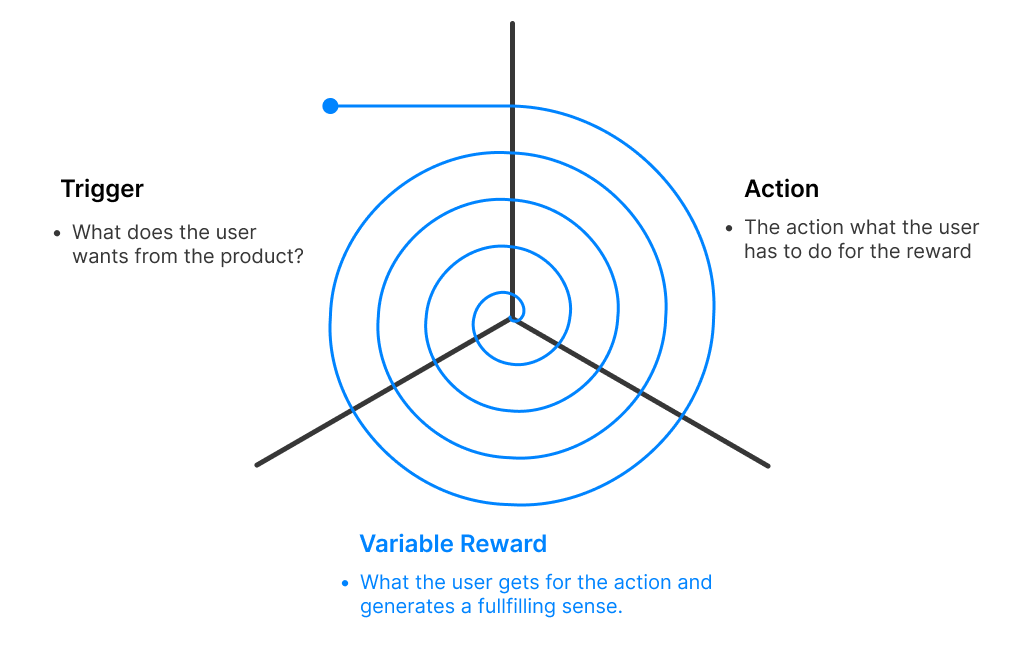 Trigger
• What does the user
wants from the product?
Action
• The action what the user
has to do for the reward
Variable Reward
• What the user gets for the action and
generates a fullfilling sense.